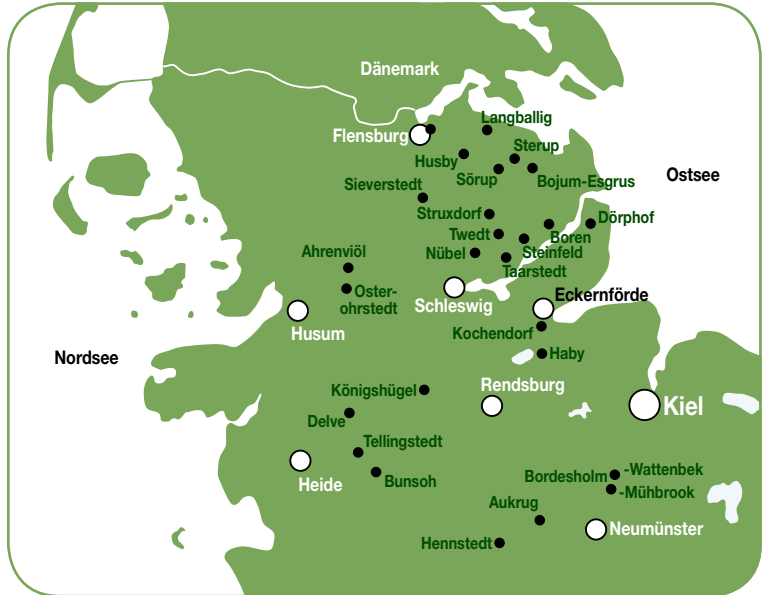 Dänemark
Langballig
Flensburg
Sterup
Husby
Sörup
Bojum-Esgrus
Ostsee
Sieverstedt
Struxdorf
Dörphof
Twedt
Boren
Ahrenviöl
Nübel
Steinfeld
Taarstedt
Oster-
ohrstedt
Eckernförde
Schleswig
Husum
Kochendorf
Nordsee
Haby
Rendsburg
Königshügel
Kiel
Delve
Tellingstedt
Bunsoh
Heide
Bordesholm
-Wattenbek
-Mühbrook
Aukrug
Neumünster
Hennstedt